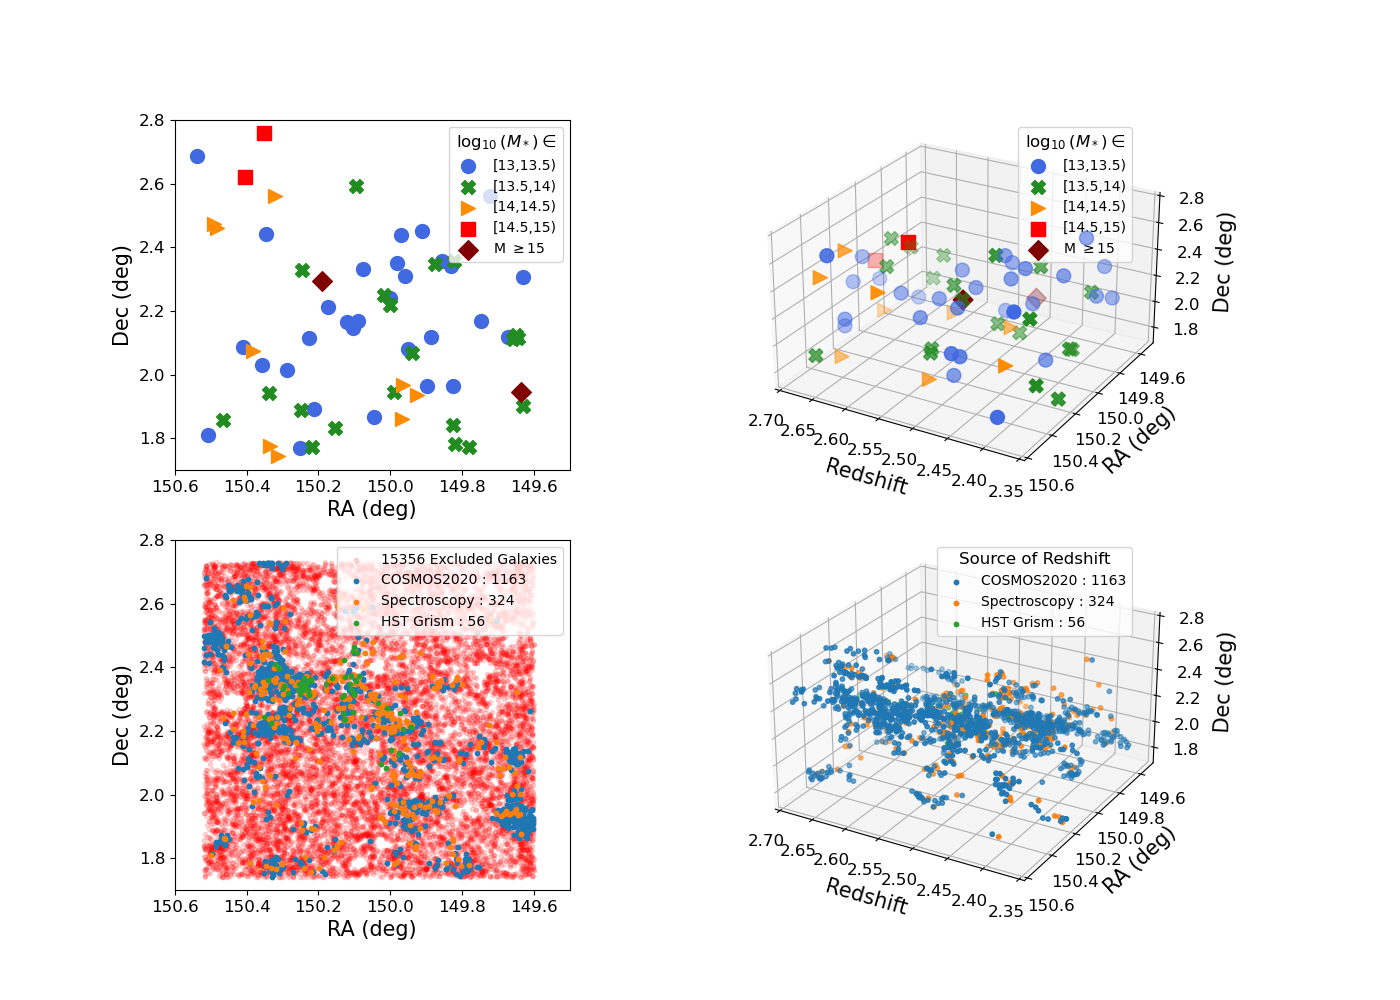 2.8
2.6
2.4
2.2
2.0
1.8
Dec (deg)
150.6 150.4 150.2 150.0 149.8 149.6
RA (deg)
log10 (M*) ∈
[13,13.5)
[13.5,14)
[14,14.5)
[14.5,15)
M ≥15
log10 (M*) ∈
[13,13.5)
[13.5,14)
[14,14.5)
[14.5,15)
M ≥15
2.8
2.6
2.4
2.2
2.0
1.8
Dec (deg)
149.6
149.8
150.0
150.2
150.4
150.6
RA (deg)
2.70
2.65
2.60
2.55
2.50
2.45
2.40
2.35
Redshift
2.8
2.6
2.4
2.2
2.0
1.8
Dec (deg)
150.6 150.4 150.2 150.0 149.8 149.6
RA (deg)
15356 Excluded Galaxies
COSMOS2020 : 1163
Spectroscopy : 324
HST Grism : 56
Source of Redshift
COSMOS2020 : 1163
Spectroscopy : 324
HST Grism : 56
2.8
2.6
2.4
2.2
2.0
1.8
Dec (deg)
149.6
149.8
150.0
150.2
150.4
150.6
RA (deg)
2.70
2.65
2.60
2.55
2.50
2.45
2.40
2.35
Redshift